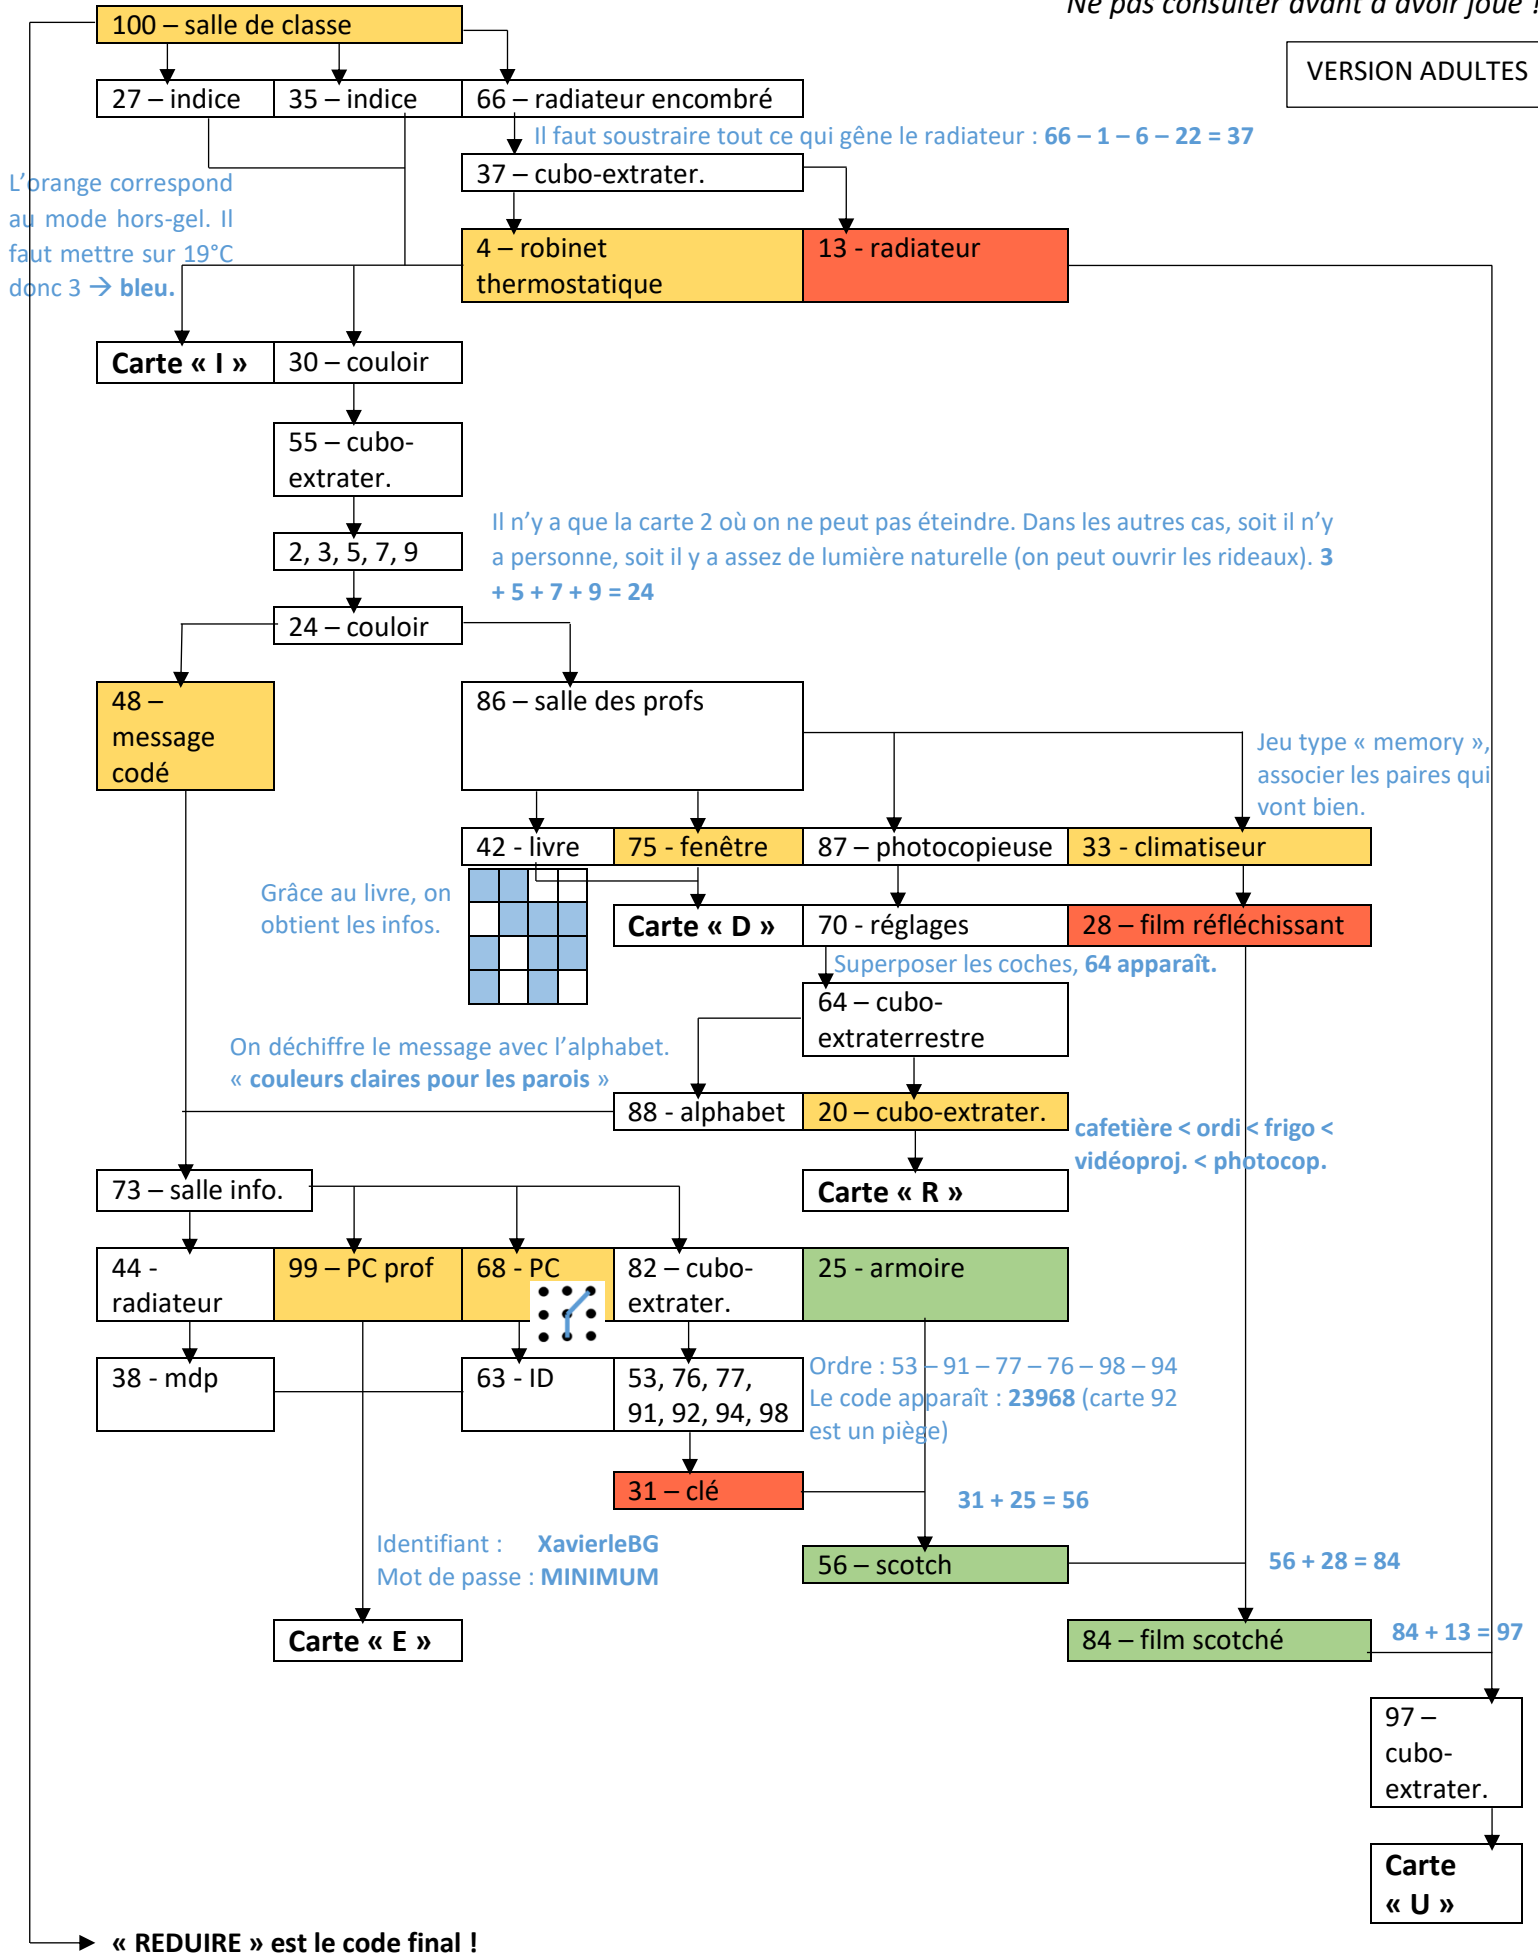 Ne pas consulter avant d'avoir joué !
100 – salle de classe
VERSION ADULTES
27 – indice
35 – indice
66 – radiateur encombré
Il faut soustraire tout ce qui gêne le radiateur : 66 – 1 – 6 – 22 = 37
37 – cubo-extrater.
L'orange correspond
au mode hors-gel. Il
faut mettre sur 19°C
donc 3 → bleu.
4 – robinet
thermostatique
13 - radiateur
Carte « I »
30 – couloir
55 – cubo-
extrater.
Il n'y a que la carte 2 où on ne peut pas éteindre. Dans les autres cas, soit il n'y
a personne, soit il y a assez de lumière naturelle (on peut ouvrir les rideaux). 3
+ 5 + 7 + 9 = 24
2, 3, 5, 7, 9
24 – couloir
48 –
message
codé
86 – salle des profs
Jeu type « memory »,
associer les paires qui
vont bien.
42 - livre
75 - fenêtre
87 – photocopieuse
33 - climatiseur
Grâce au livre, on
obtient les infos.
Carte « D »
70 - réglages
28 – film réfléchissant
Superposer les coches, 64 apparaît.
64 – cubo-
extraterrestre
On déchiffre le message avec l'alphabet.
« couleurs claires pour les parois »
88 - alphabet
20 – cubo-extrater.
cafetière < ordi < frigo <
vidéoproj. < photocop.
73 – salle info.
Carte « R »
44 -
radiateur
99 – PC prof
68 - PC
82 – cubo-
extrater.
25 - armoire
38 - mdp
63 - ID
53, 76, 77,
91, 92, 94, 98
Ordre : 53 – 91 – 77 – 76 – 98 – 94
Le code apparaît : 23968 (carte 92
est un piège)
31 – clé
31 + 25 = 56
Identifiant : XavierleBG
Mot de passe : MINIMUM
56 – scotch
56 + 28 = 84
Carte « E »
84 – film scotché
84 + 13 = 97
97 –
cubo-
extrater.
Carte
« U »
« REDUIRE » est le code final !